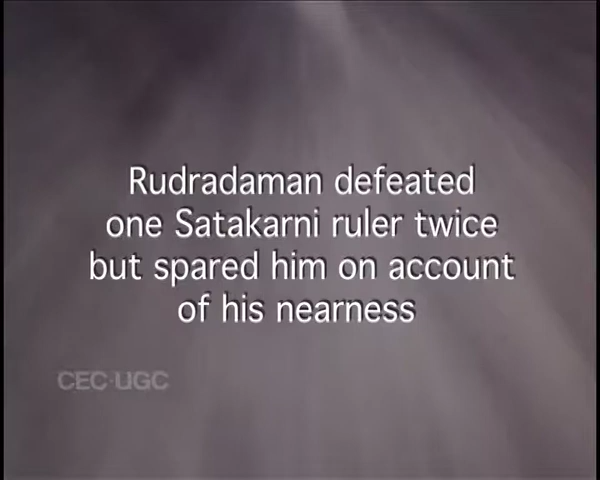 Rudradaman defeated
one Satakarni ruler twice
but spared him on account
of his nearness
CEC-UGC